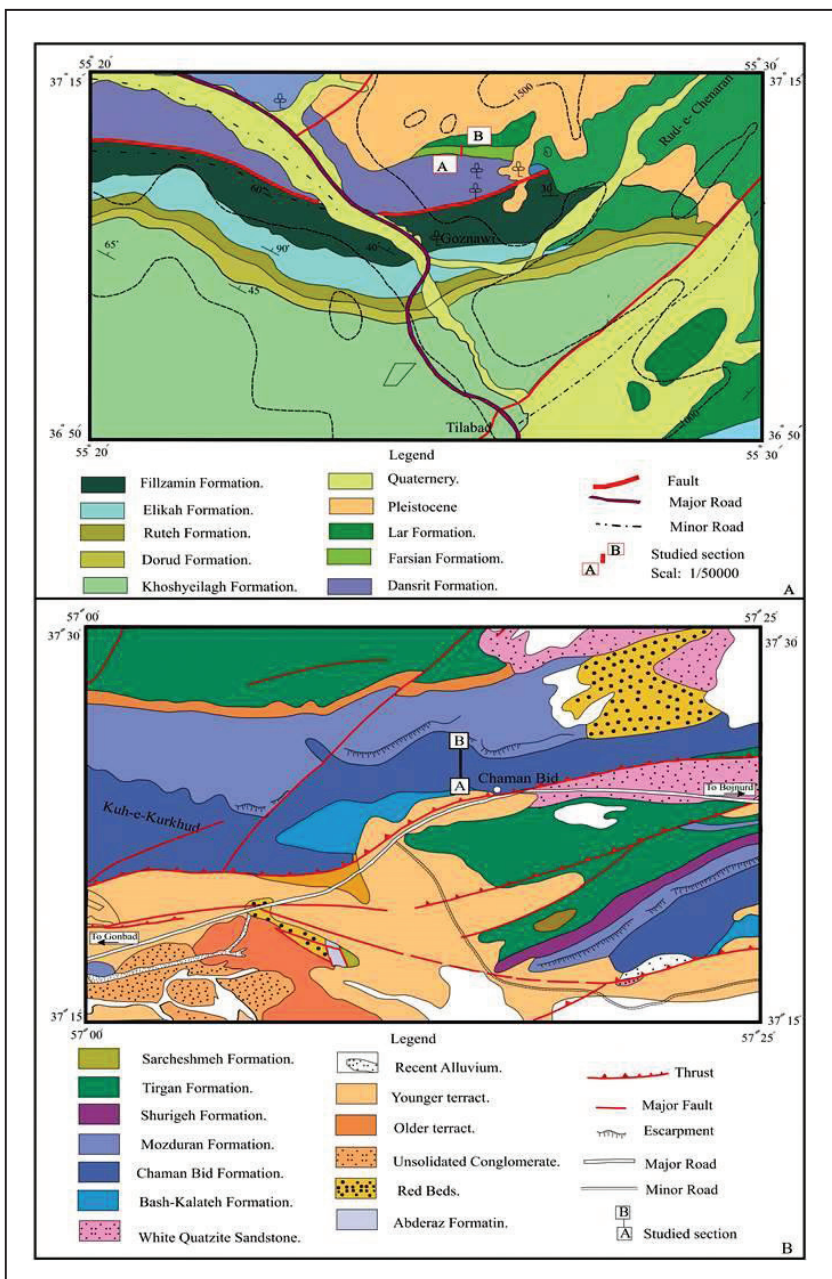 55° 20
55° 30
37° 15
37° 15
1500
Rud- e- Chenaran
B
A
60
30
Goznawi
65
90
40
45
1000
Tilabad
36° 50
36° 50
55° 20
55° 30
Legend
Fillzamin Formation.
Elikah Formation.
Ruteh Formation.
Dorud Formation.
Khoshyeilagh Formation.
Quaternery.
Pleistocene
Lar Formation.
Farsian Formatiom.
Dansrit Formation.
Fault
Major Road
Minor Road
B
A
Studied section
Scal: 1/50000
A
57° 00
57° 25
37° 30
37° 30
B
A
Chaman Bid
To Bojnurd
Kuh-e-Kurkhud
To Gonbad
37° 15
37° 15
57° 00
57° 25
Legend
Sarcheshmeh Formation.
Tirgan Formation.
Shurigeh Formation.
Mozduran Formation.
Chaman Bid Formation.
Bash-Kalateh Formation.
White Quatzite Sandstone.
Recent Alluvium.
Younger terract.
Older terract.
Unsolidated Conglomerate.
Red Beds.
Abderaz Formatin.
Thrust
Major Fault
Escarpment
Major Road
Minor Road
B
A
Studied section
B